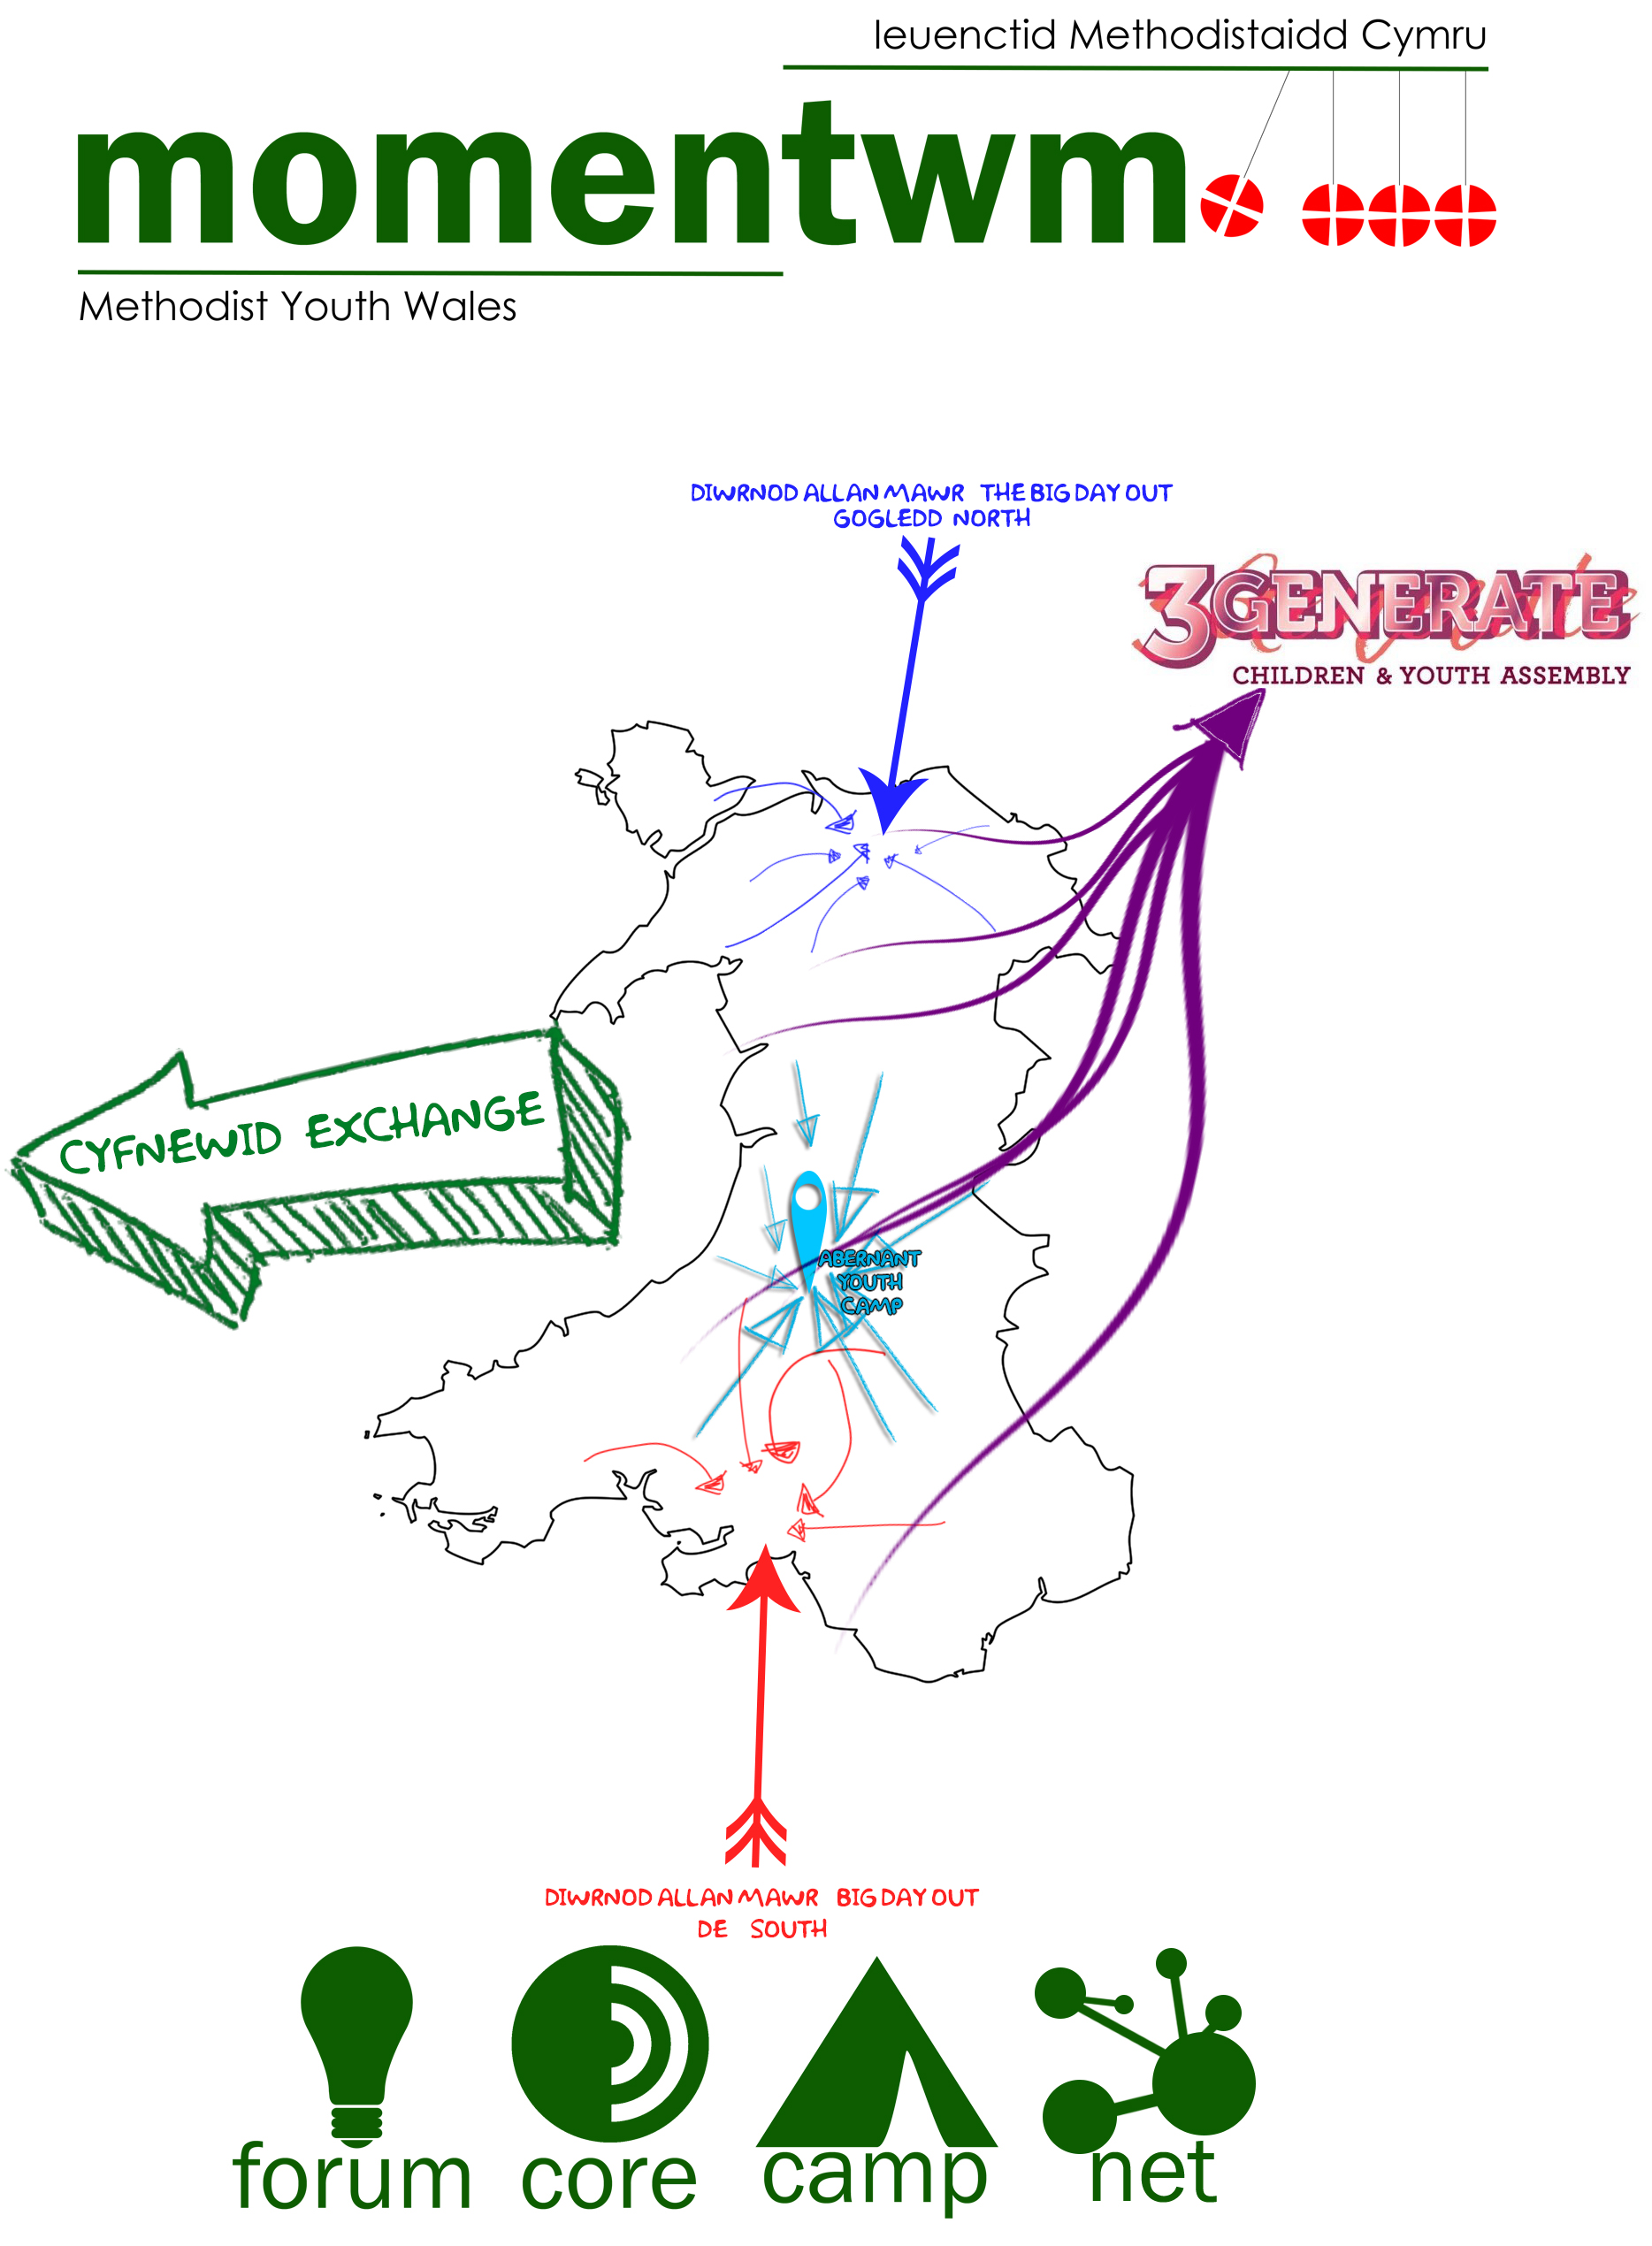 Ieuenctid Methodistaidd Cymru
momentwm
Methodist Youth Wales
DIWRNOD ALLAN MAWR THE BIG DAY OUT
GOGLEDD NORTH
3GENERATE
CHILDREN & YOUTH ASSEMBLY
CYFNEWID EXCHANGE
ABERNANT
YOUTH
CAMP
DIWRNOD ALLAN MAWR BIG DAY OUT
DE SOUTH
forum core camp net